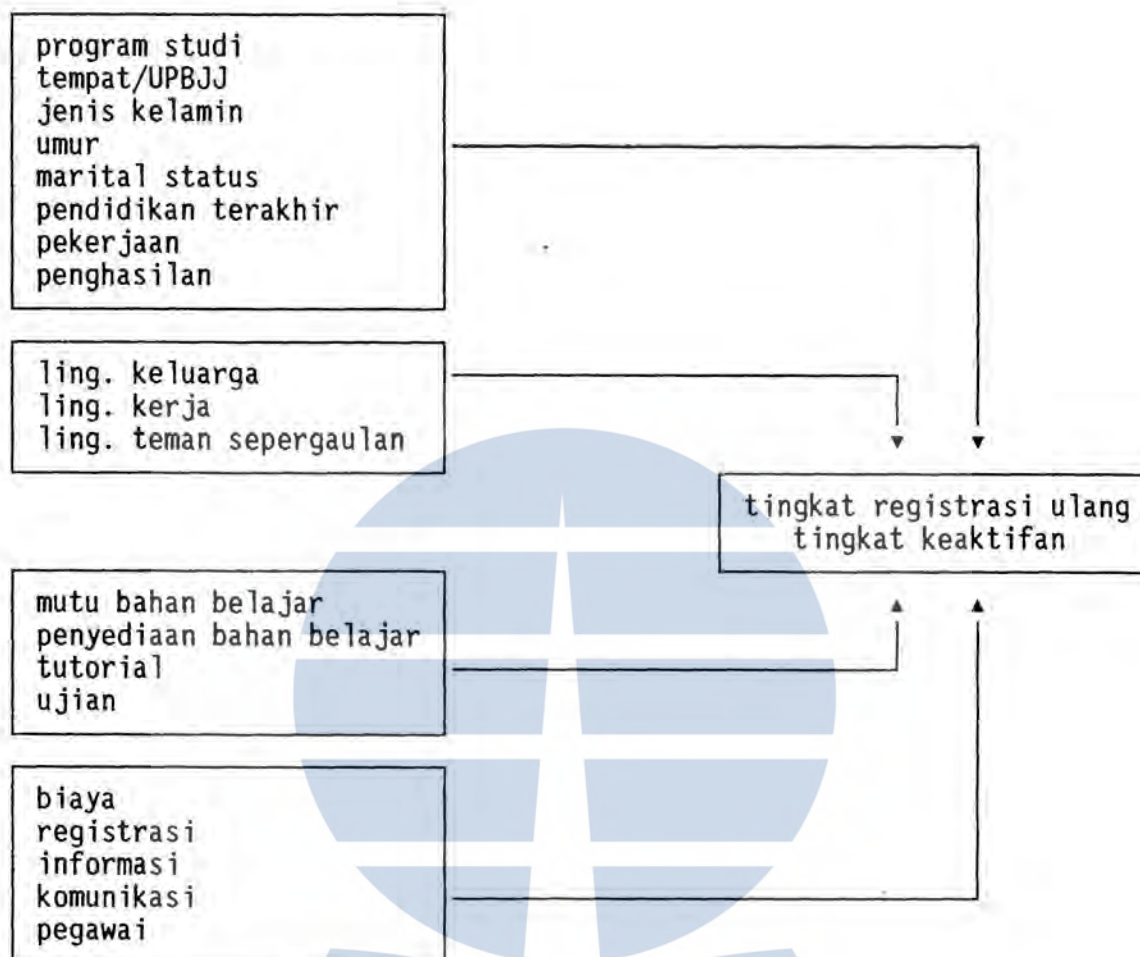 program studi
tempat/UPBJJ
jenis kelamin
umur
marital status
pendidikan terakhir
pekerjaan
penghasilan
ling. keluarga
ling. kerja
ling. teman sepergaulan
tingkat registrasi ulang
tingkat keaktifan
mutu bahan belajar
penyediaan bahan belajar
tutorial
ujian
biaya
registrasi
informasi
komunikasi
pegawai